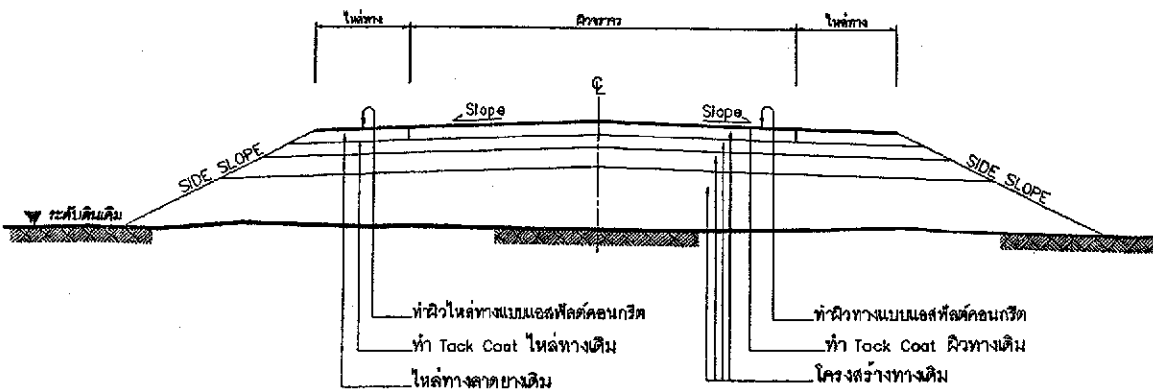 ไหล่ทาง ผิวจราจร ไหล่ทาง
℄
Slope Slope
SIDE SLOPE SIDE SLOPE
ระดับดินเดิม
ทำผิวไหล่ทางแบบแอสฟัลต์คอนกรีต ทำผิวทางแบบแอสฟัลต์คอนกรีต
ทำ Tack Coat ไหล่ทางเดิม ทำ Tack Coat ผิวทางเดิม
ไหล่ทางลาดยางเดิม โครงสร้างทางเดิม